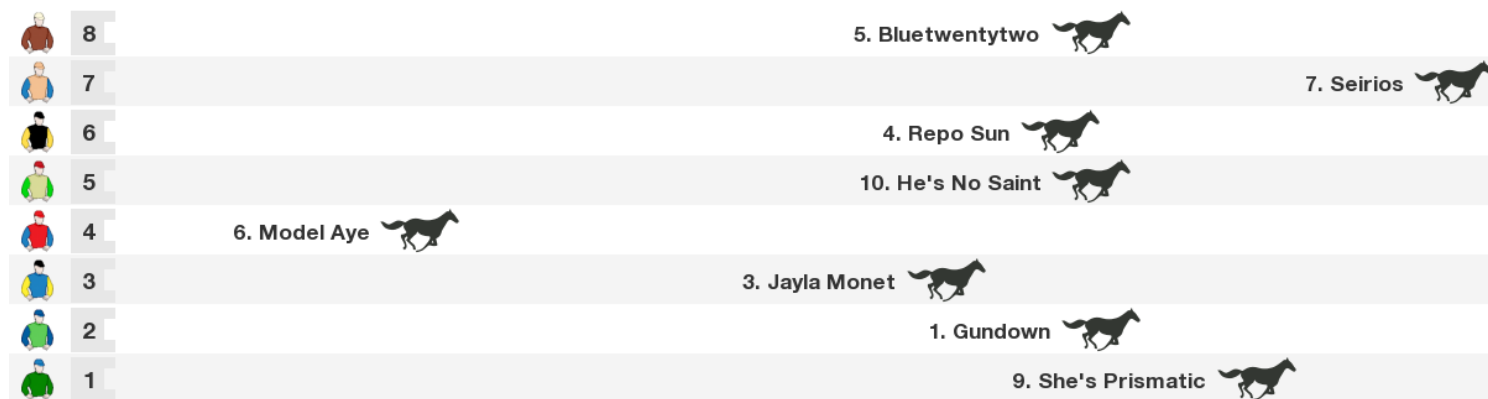 8 5. Bluetwentytwo
7 7. Seirios
6 4. Repo Sun
5 10. He's No Saint
4 6. Model Aye
3 3. Jayla Monet
2 1. Gundown
1 9. She's Prismatic